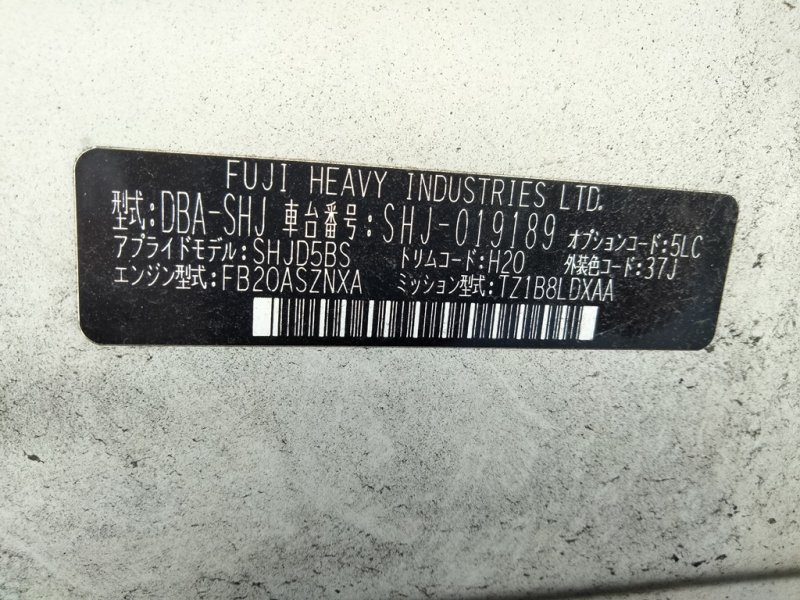 FUJI HEAVY INDUSTRIES LTD.
型式:DBA-SHJ 車台番号:SHJ-019189 オプションコード:5LC
アプライドモデル:SHJD5BS トリムコード:H20 外装色コード:37J
エンジン型式:FB20ASZNXA ミッション型式:TZ1B8LDXAA